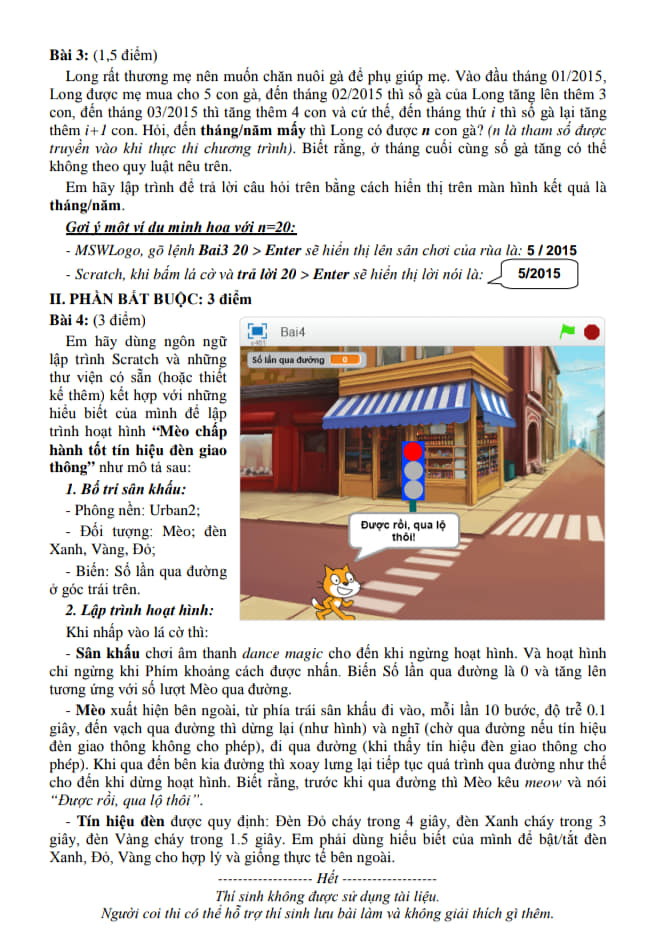 Bài 3: (1,5 điểm)
Long rất thương mẹ nên muốn chăn nuôi gà để phụ giúp mẹ. Vào đầu tháng 01/2015,
Long được mẹ mua cho 5 con gà, đến tháng 02/2015 thì số gà của Long tăng lên thêm 3
con, đến tháng 03/2015 thì tăng thêm 4 con và cứ thế, đến tháng thứ i thì số gà lại tăng
thêm i+1 con. Hỏi, đến tháng/năm mấy thì Long có được n con gà? (n là tham số được
truyền vào khi thực thi chương trình). Biết rằng, ở tháng cuối cùng số gà tăng có thể
không theo quy luật nêu trên.
Em hãy lập trình để trả lời câu hỏi trên bằng cách hiển thị trên màn hình kết quả là
tháng/năm.
Gợi ý một ví dụ minh họa với n=20:
- MSWLogo, gõ lệnh Bai3 20 > Enter sẽ hiển thị lên sân chơi của rùa là: 5 / 2015
- Scratch, khi bấm lá cờ và trả lời 20 > Enter sẽ hiển thị lời nói là: 5/2015
II. PHẦN BẮT BUỘC: 3 điểm
Bài 4: (3 điểm)
Em hãy dùng ngôn ngữ
lập trình Scratch và những
thư viện có sẵn (hoặc thiết
kế thêm) kết hợp với những
hiểu biết của mình để lập
trình hoạt hình “Mèo chấp
hành tốt tín hiệu đèn giao
thông” như mô tả sau:
1. Bố trí sân khấu:
- Phông nền: Urban2;
- Đối tượng: Mèo; đèn
Xanh, Vàng, Đỏ;
- Biến: Số lần qua đường
ở góc trái trên.
2. Lập trình hoạt hình:
Khi nhấp vào lá cờ thì:
Bai4
Số lần qua đường 0
Được rồi, qua lộ
thôi!
- Sân khấu chơi âm thanh dance magic cho đến khi ngừng hoạt hình. Và hoạt hình
chỉ ngừng khi Phím khoảng cách được nhấn. Biến Số lần qua đường là 0 và tăng lên
tương ứng với số lượt Mèo qua đường.
- Mèo xuất hiện bên ngoài, từ phía trái sân khấu đi vào, mỗi lần 10 bước, độ trễ 0.1
giây, đến vạch qua đường thì dừng lại (như hình) và nghĩ (chờ qua đường nếu tín hiệu
đèn giao thông không cho phép), đi qua đường (khi thấy tín hiệu đèn giao thông cho
phép). Khi qua đến bên kia đường thì xoay lưng lại tiếp tục quá trình qua đường như thế
cho đến khi dừng hoạt hình. Biết rằng, trước khi qua đường thì Mèo kêu meow và nói
“Được rồi, qua lộ thôi”.
- Tín hiệu đèn được quy định: Đèn Đỏ cháy trong 4 giây, đèn Xanh cháy trong 3
giây, đèn Vàng cháy trong 1.5 giây. Em phải dùng hiểu biết của mình để bật/tắt đèn
Xanh, Đỏ, Vàng cho hợp lý và giống thực tế bên ngoài.
------------------- Hết -------------------
Thí sinh không được sử dụng tài liệu.
Người coi thi có thể hỗ trợ thí sinh lưu bài làm và không giải thích gì thêm.